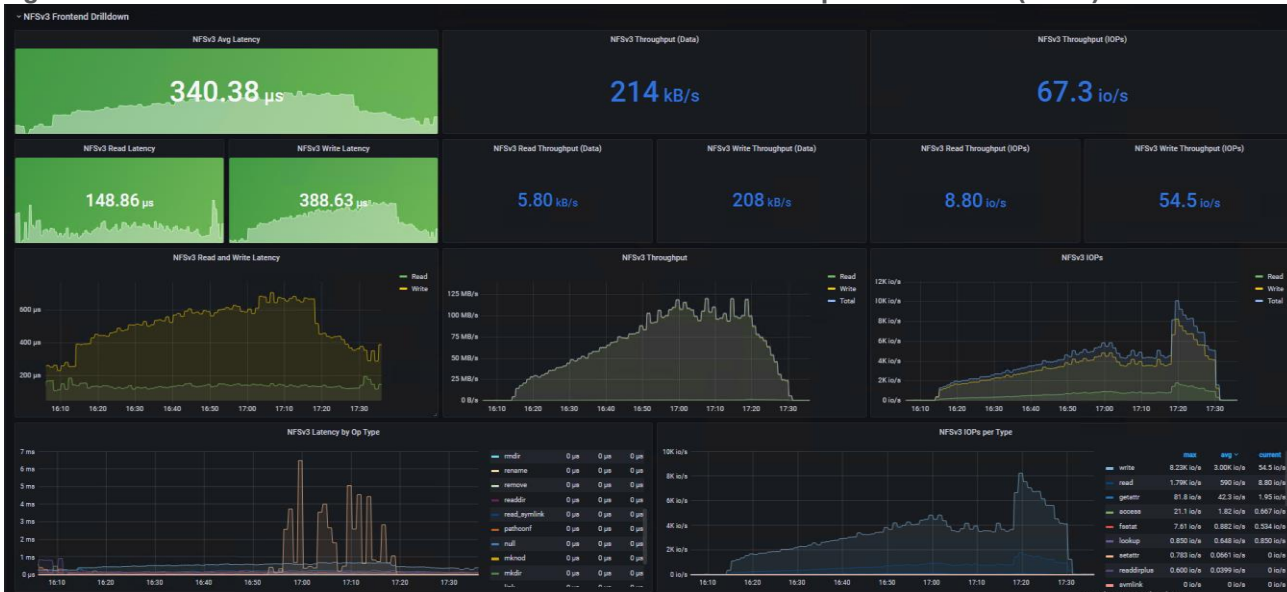 NFSv3 Frontend Drilldown
NFSv3 Avg Latency
340.38 µs
NFSv3 Throughput (Data)
214 kB/s
NFSv3 Throughput (IOPs)
67.3 io/s
NFSv3 Read Latency
148.86 µs
NFSv3 Write Latency
388.63 µs
NFSv3 Read Throughput (Data)
5.80 kB/s
NFSv3 Write Throughput (Data)
208 kB/s
NFSv3 Read Throughput (IOPs)
8.80 io/s
NFSv3 Write Throughput (IOPs)
54.5 io/s
NFSv3 Read and Write Latency
600 µs
400 µs
200 µs
16:10 16:20 16:30 16:40 16:50 17:00 17:10 17:20 17:30
Read
Write
NFSv3 Throughput
125 MB/s
100 MB/s
75 MB/s
50 MB/s
25 MB/s
0 B/s
16:10 16:20 16:30 16:40 16:50 17:00 17:10 17:20 17:30
Read
Write
Total
NFSv3 IOPs
12K io/s
10K io/s
8K io/s
6K io/s
4K io/s
2K io/s
0 io/s
16:10 16:20 16:30 16:40 16:50 17:00 17:10 17:20 17:30
Read
Write
Total
NFSv3 Latency by Op Type
7 ms
6 ms
5 ms
4 ms
3 ms
2 ms
1 ms
0 µs
16:10 16:20 16:30 16:40 16:50 17:00 17:10 17:20 17:30
rmdir 0 µs 0 µs 0 µs
rename 0 µs 0 µs 0 µs
remove 0 µs 0 µs 0 µs
readdir 0 µs 0 µs 0 µs
read_symlink 0 µs 0 µs 0 µs
pathconf 0 µs 0 µs 0 µs
null 0 µs 0 µs 0 µs
mknod 0 µs 0 µs 0 µs
mkdir 0 µs 0 µs 0 µs
NFSv3 IOPs per Type
10K io/s
8K io/s
6K io/s
4K io/s
2K io/s
0 io/s
16:10 16:20 16:30 16:40 16:50 17:00 17:10 17:20 17:30
max avg current
write 8.23K io/s 3.00K io/s 54.5 io/s
read 1.79K io/s 590 io/s 8.80 io/s
getattr 81.8 io/s 42.3 io/s 1.95 io/s
access 21.1 io/s 1.82 io/s 0.667 io/s
fsstat 7.61 io/s 0.882 io/s 0.534 io/s
lookup 0.850 io/s 0.648 io/s 0.850 io/s
setattr 0.783 io/s 0.0661 io/s 0 io/s
readdirplus 0.600 io/s 0.0399 io/s 0 io/s
symlink 0 io/s 0 io/s 0 io/s